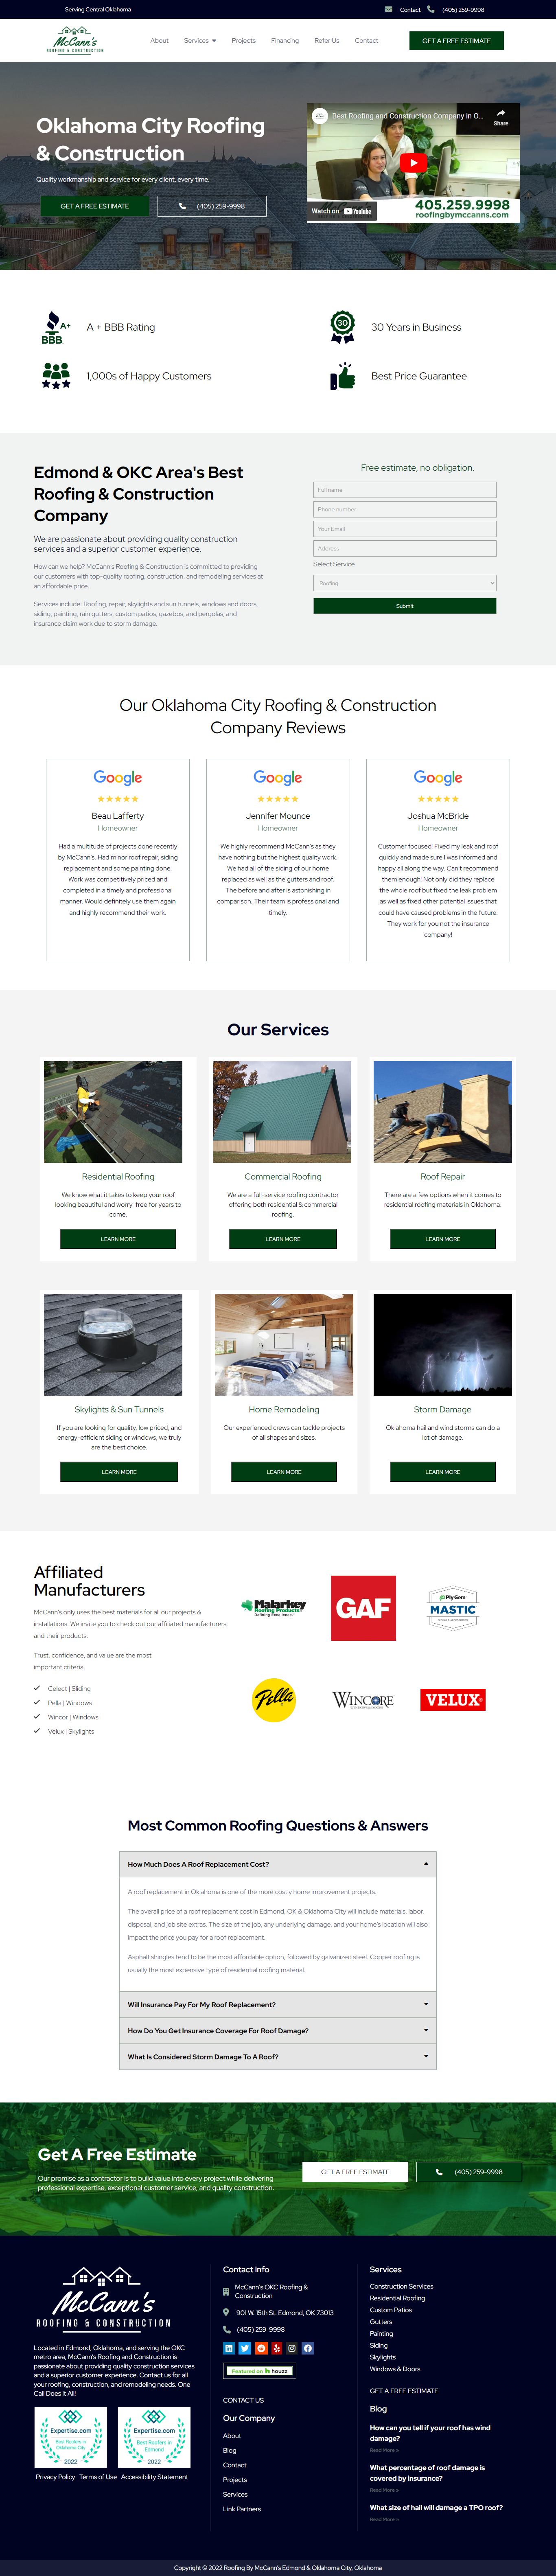 Serving Central Oklahoma
Contact
(405) 259-9998
McCann's
ROOFING & CONSTRUCTION
About
Services
Projects
Financing
Refer Us
Contact
GET A FREE ESTIMATE
Oklahoma City Roofing
& Construction
Quality workmanship and service for every client, every time.
GET A FREE ESTIMATE
(405) 259-9998
Best Roofing and Construction Company in O...
Share
Watch on YouTube
405.259.9998
roofingbymccanns.com
A+
BBB
A + BBB Rating
30
30 Years in Business
1,000s of Happy Customers
Best Price Guarantee
Edmond & OKC Area's Best
Roofing & Construction
Company
We are passionate about providing quality construction
services and a superior customer experience.
How can we help? McCann's Roofing & Construction is committed to providing
our customers with top-quality roofing, construction, and remodeling services at
an affordable price.
Services include: Roofing, repair, skylights and sun tunnels, windows and doors,
siding, painting, rain gutters, custom patios, gazebos, and pergolas, and
insurance claim work due to storm damage.
Free estimate, no obligation.
Full name
Phone number
Your Email
Address
Select Service
Roofing
Submit
Our Oklahoma City Roofing & Construction
Company Reviews
Google
Beau Lafferty
Homeowner
Had a multitude of projects done recently
by McCann's. Had minor roof repair, siding
replacement and some painting done.
Work was competitively priced and
completed in a timely and professional
manner. Would definitely use them again
and highly recommend their work.
Google
Jennifer Mounce
Homeowner
We highly recommend McCann's as they
have nothing but the highest quality work.
We had all of the siding of our home
replaced as well as the gutters and roof.
The before and after is astonishing in
comparison. Their team is professional and
timely.
Google
Joshua McBride
Homeowner
Customer focused! Fixed my leak and roof
quickly and made sure I was informed and
happy all along the way. Can't recommend
them enough! Not only did they replace
the whole roof but fixed the leak problem
as well as fixed other potential issues that
could have caused problems in the future.
They work for you not the insurance
company!
Our Services
Residential Roofing
We know what it takes to keep your roof
looking beautiful and worry-free for years to
come.
LEARN MORE
Commercial Roofing
We are a full-service roofing contractor
offering both residential & commercial
roofing.
LEARN MORE
Roof Repair
There are a few options when it comes to
residential roofing materials in Oklahoma.
LEARN MORE
Skylights & Sun Tunnels
If you are looking for quality, low priced, and
energy-efficient siding or windows, we truly
are the best choice.
LEARN MORE
Home Remodeling
Our experienced crews can tackle projects
of all shapes and sizes.
LEARN MORE
Storm Damage
Oklahoma hail and wind storms can do a
lot of damage.
LEARN MORE
Affiliated
Manufacturers
McCann's only uses the best materials for all our projects &
installations. We invite you to check out our affiliated manufacturers
and their products.
Trust, confidence, and value are the most
important criteria.
Celect | Sliding
Pella | Windows
Wincor | Windows
Velux | Skylights
Malarkey
Roofing Products
Defining Excellence
GAF
Ply Gem
MASTIC
Pella
WINCORE
VELUX
Most Common Roofing Questions & Answers
How Much Does A Roof Replacement Cost?
A roof replacement in Oklahoma is one of the more costly home improvement projects.
The overall price of a roof replacement cost in Edmond, OK & Oklahoma City will include materials, labor,
disposal, and job site extras. The size of the job, any underlying damage, and your home's location will also
impact the price you pay for a roof replacement.
Asphalt shingles tend to be the most affordable option, followed by galvanized steel. Copper roofing is
usually the most expensive type of residential roofing material.
Will Insurance Pay For My Roof Replacement?
How Do You Get Insurance Coverage For Roof Damage?
What Is Considered Storm Damage To A Roof?
Get A Free Estimate
Our promise as a contractor is to build value into every project while delivering
professional expertise, exceptional customer service, and quality construction.
GET A FREE ESTIMATE
(405) 259-9998
McCann's
ROOFING & CONSTRUCTION
Located in Edmond, Oklahoma, and serving the OKC
metro area, McCann's Roofing and Construction is
passionate about providing quality construction services
and a superior customer experience. Contact us for all
your roofing, construction, and remodeling needs. One
Call Does it All!
Expertise.com
Best Roofers in
Oklahoma City
2022
Expertise.com
Best Roofers in
Edmond
2022
Privacy Policy
Terms of Use
Accessibility Statement
Contact Info
McCann's OKC Roofing &
Construction
901 W. 15th St. Edmond, OK 73013
(405) 259-9998
Featured on houzz
CONTACT US
Our Company
About
Blog
Contact
Projects
Services
Link Partners
Services
Construction Services
Residential Roofing
Custom Patios
Gutters
Painting
Siding
Skylights
Windows & Doors
GET A FREE ESTIMATE
Blog
How can you tell if your roof has wind
damage?
Read More »
What percentage of roof damage is
covered by insurance?
Read More »
What size of hail will damage a TPO roof?
Read More »
Copyright © 2022 Roofing By McCann's Edmond & Oklahoma City, Oklahoma